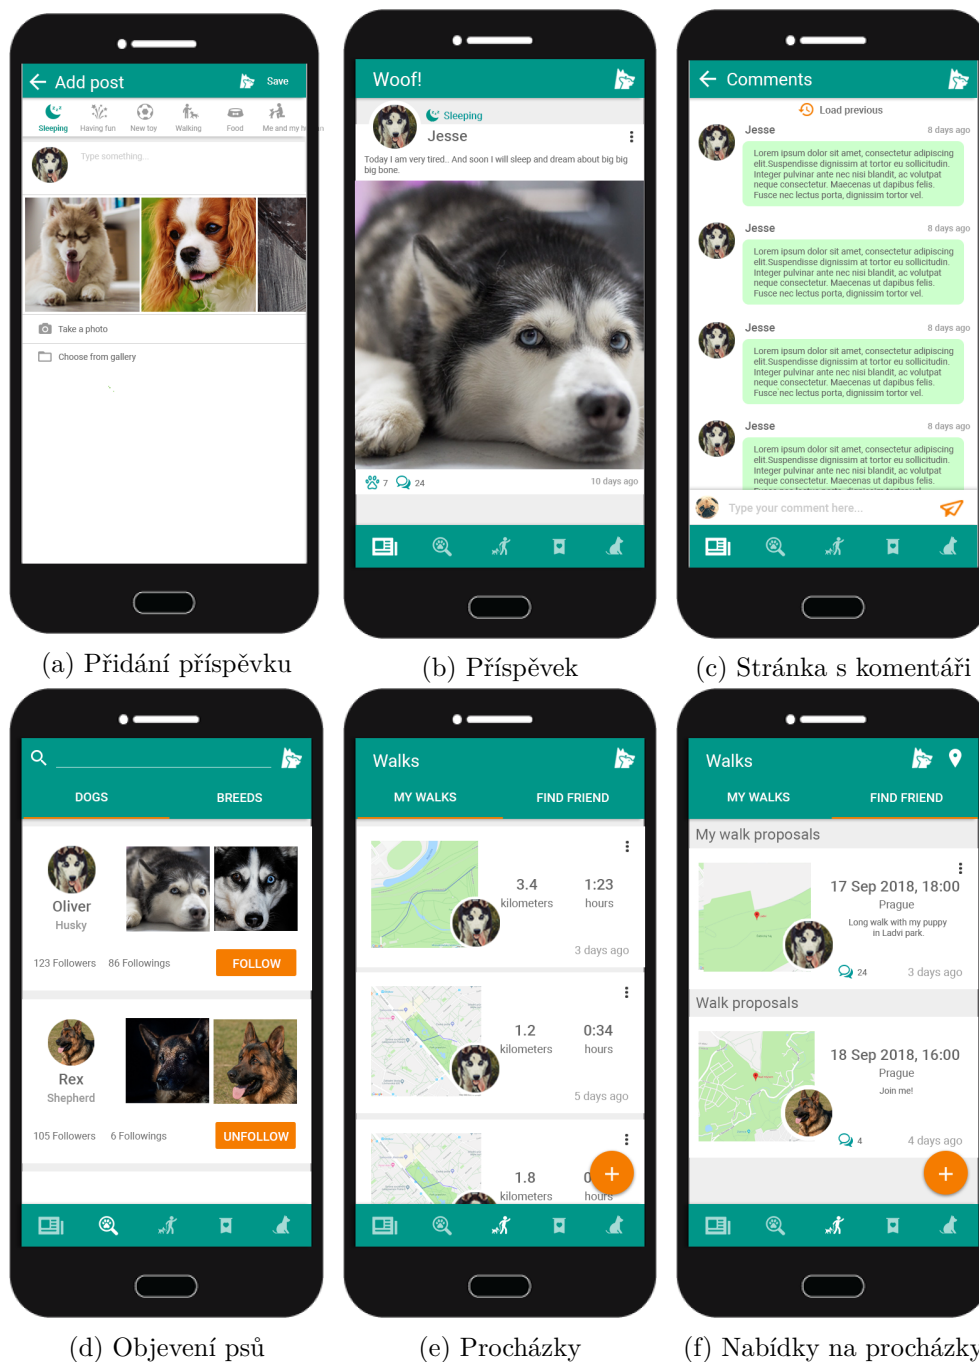 Add post
Save
Sleeping
Having fun
New toy
Walking
Food
Me and my human
Type something...
Take a photo
Choose from gallery
(a) Přidání příspěvku
Woof!
Sleeping
Jesse
Today I am very tired.. And soon I will sleep and dream about big big
big bone.
7
24
10 days ago
(b) Příspěvek
Comments
Load previous
Jesse
8 days ago
Lorem ipsum dolor sit amet, consectetur adipiscing
elit.Suspendisse dignissim at tortor eu sollicitudin.
Integer pulvinar ante nec nisi blandit, ac volutpat
neque consectetur. Maecenas ut dapibus felis.
Fusce nec lectus porta, dignissim tortor vel.
Jesse
8 days ago
Lorem ipsum dolor sit amet, consectetur adipiscing
elit.Suspendisse dignissim at tortor eu sollicitudin.
Integer pulvinar ante nec nisi blandit, ac volutpat
neque consectetur. Maecenas ut dapibus felis.
Fusce nec lectus porta, dignissim tortor vel.
Jesse
8 days ago
Lorem ipsum dolor sit amet, consectetur adipiscing
elit.Suspendisse dignissim at tortor eu sollicitudin.
Integer pulvinar ante nec nisi blandit, ac volutpat
neque consectetur. Maecenas ut dapibus felis.
Fusce nec lectus porta, dignissim tortor vel.
Jesse
8 days ago
Lorem ipsum dolor sit amet, consectetur adipiscing
elit.Suspendisse dignissim at tortor eu sollicitudin.
Integer pulvinar ante nec nisi blandit, ac volutpat
neque consectetur. Maecenas ut dapibus felis.
Type your comment here...
(c) Stránka s komentáři
DOGS
BREEDS
Oliver
Husky
123 Followers
86 Followings
FOLLOW
Rex
Shepherd
105 Followers
6 Followings
UNFOLLOW
(d) Objevení psů
Walks
MY WALKS
FIND FRIEND
3.4
kilometers
1:23
hours
3 days ago
1.2
kilometers
0:34
hours
5 days ago
1.8
kilometers
hours
(e) Procházky
Walks
MY WALKS
FIND FRIEND
My walk proposals
17 Sep 2018, 18:00
Prague
Long walk with my puppy
in Ladvi park.
24
3 days ago
Walk proposals
18 Sep 2018, 16:00
Prague
Join me!
4
4 days ago
(f) Nabídky na procházky